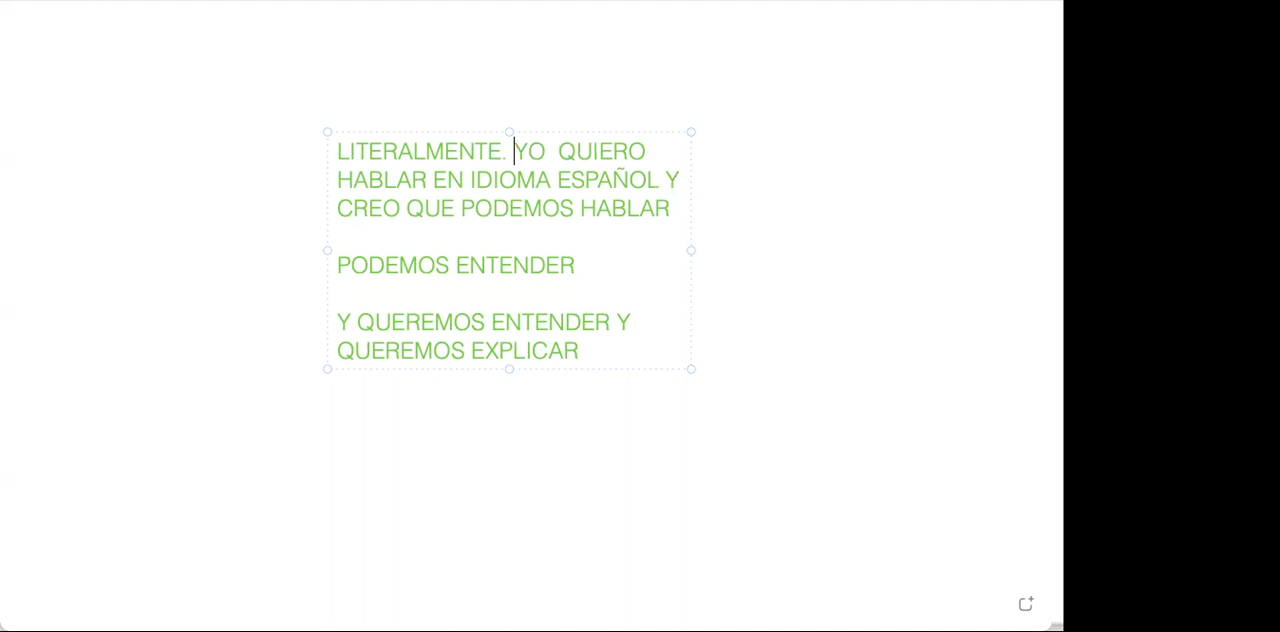 LITERALMENTE. YO  QUIERO
HABLAR EN IDIOMA ESPAÑOL Y
CREO QUE PODEMOS HABLAR
PODEMOS ENTENDER
Y QUEREMOS ENTENDER Y
QUEREMOS EXPLICAR